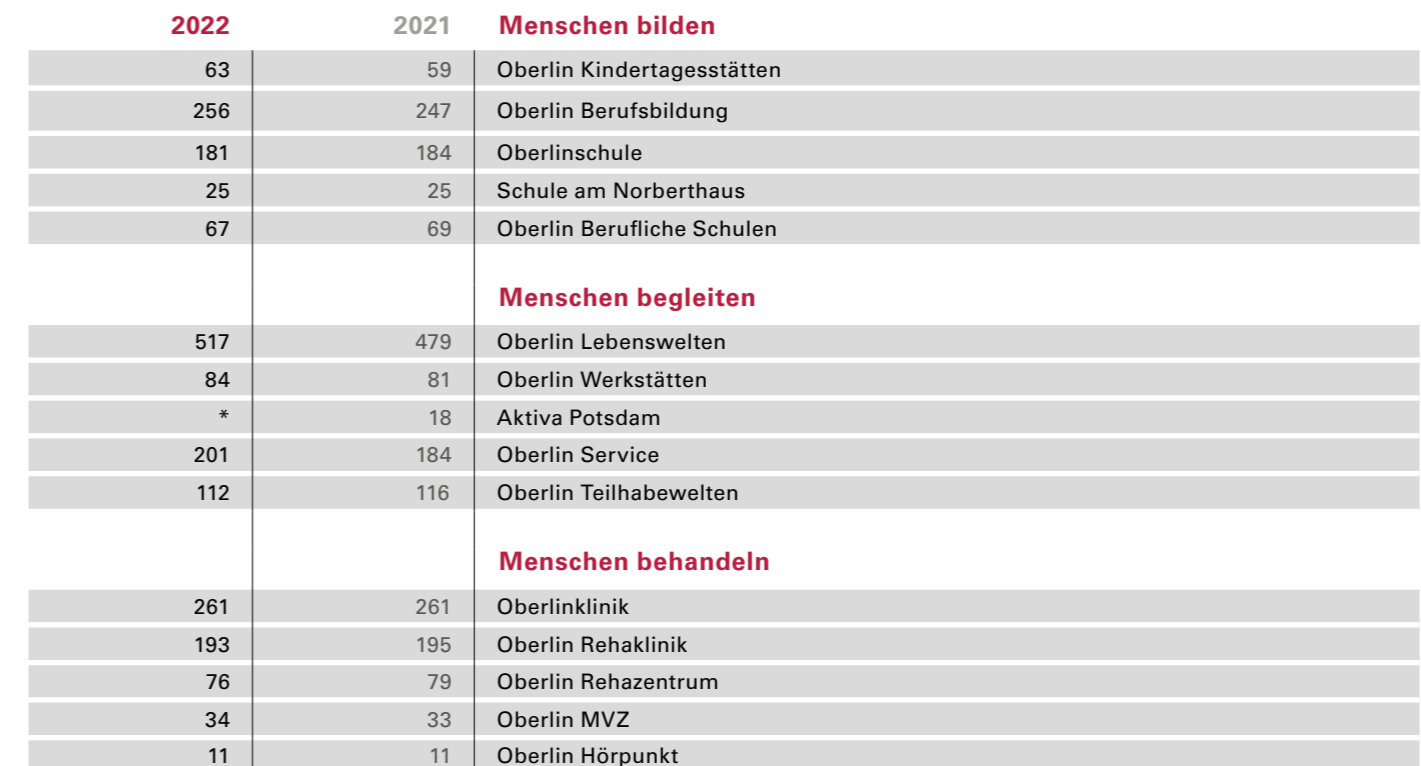 2022 2021 Menschen bilden
63 59 Oberlin Kindertagesstätten
256 247 Oberlin Berufsbildung
181 184 Oberlinschule
25 25 Schule am Norberthaus
67 69 Oberlin Berufliche Schulen
Menschen begleiten
517 479 Oberlin Lebenswelten
84 81 Oberlin Werkstätten
* 18 Aktiva Potsdam
201 184 Oberlin Service
112 116 Oberlin Teilhabewelten
Menschen behandeln
261 261 Oberlinklinik
193 195 Oberlin Rehaklinik
76 79 Oberlin Rehazentrum
34 33 Oberlin MVZ
11 11 Oberlin Hörpunkt